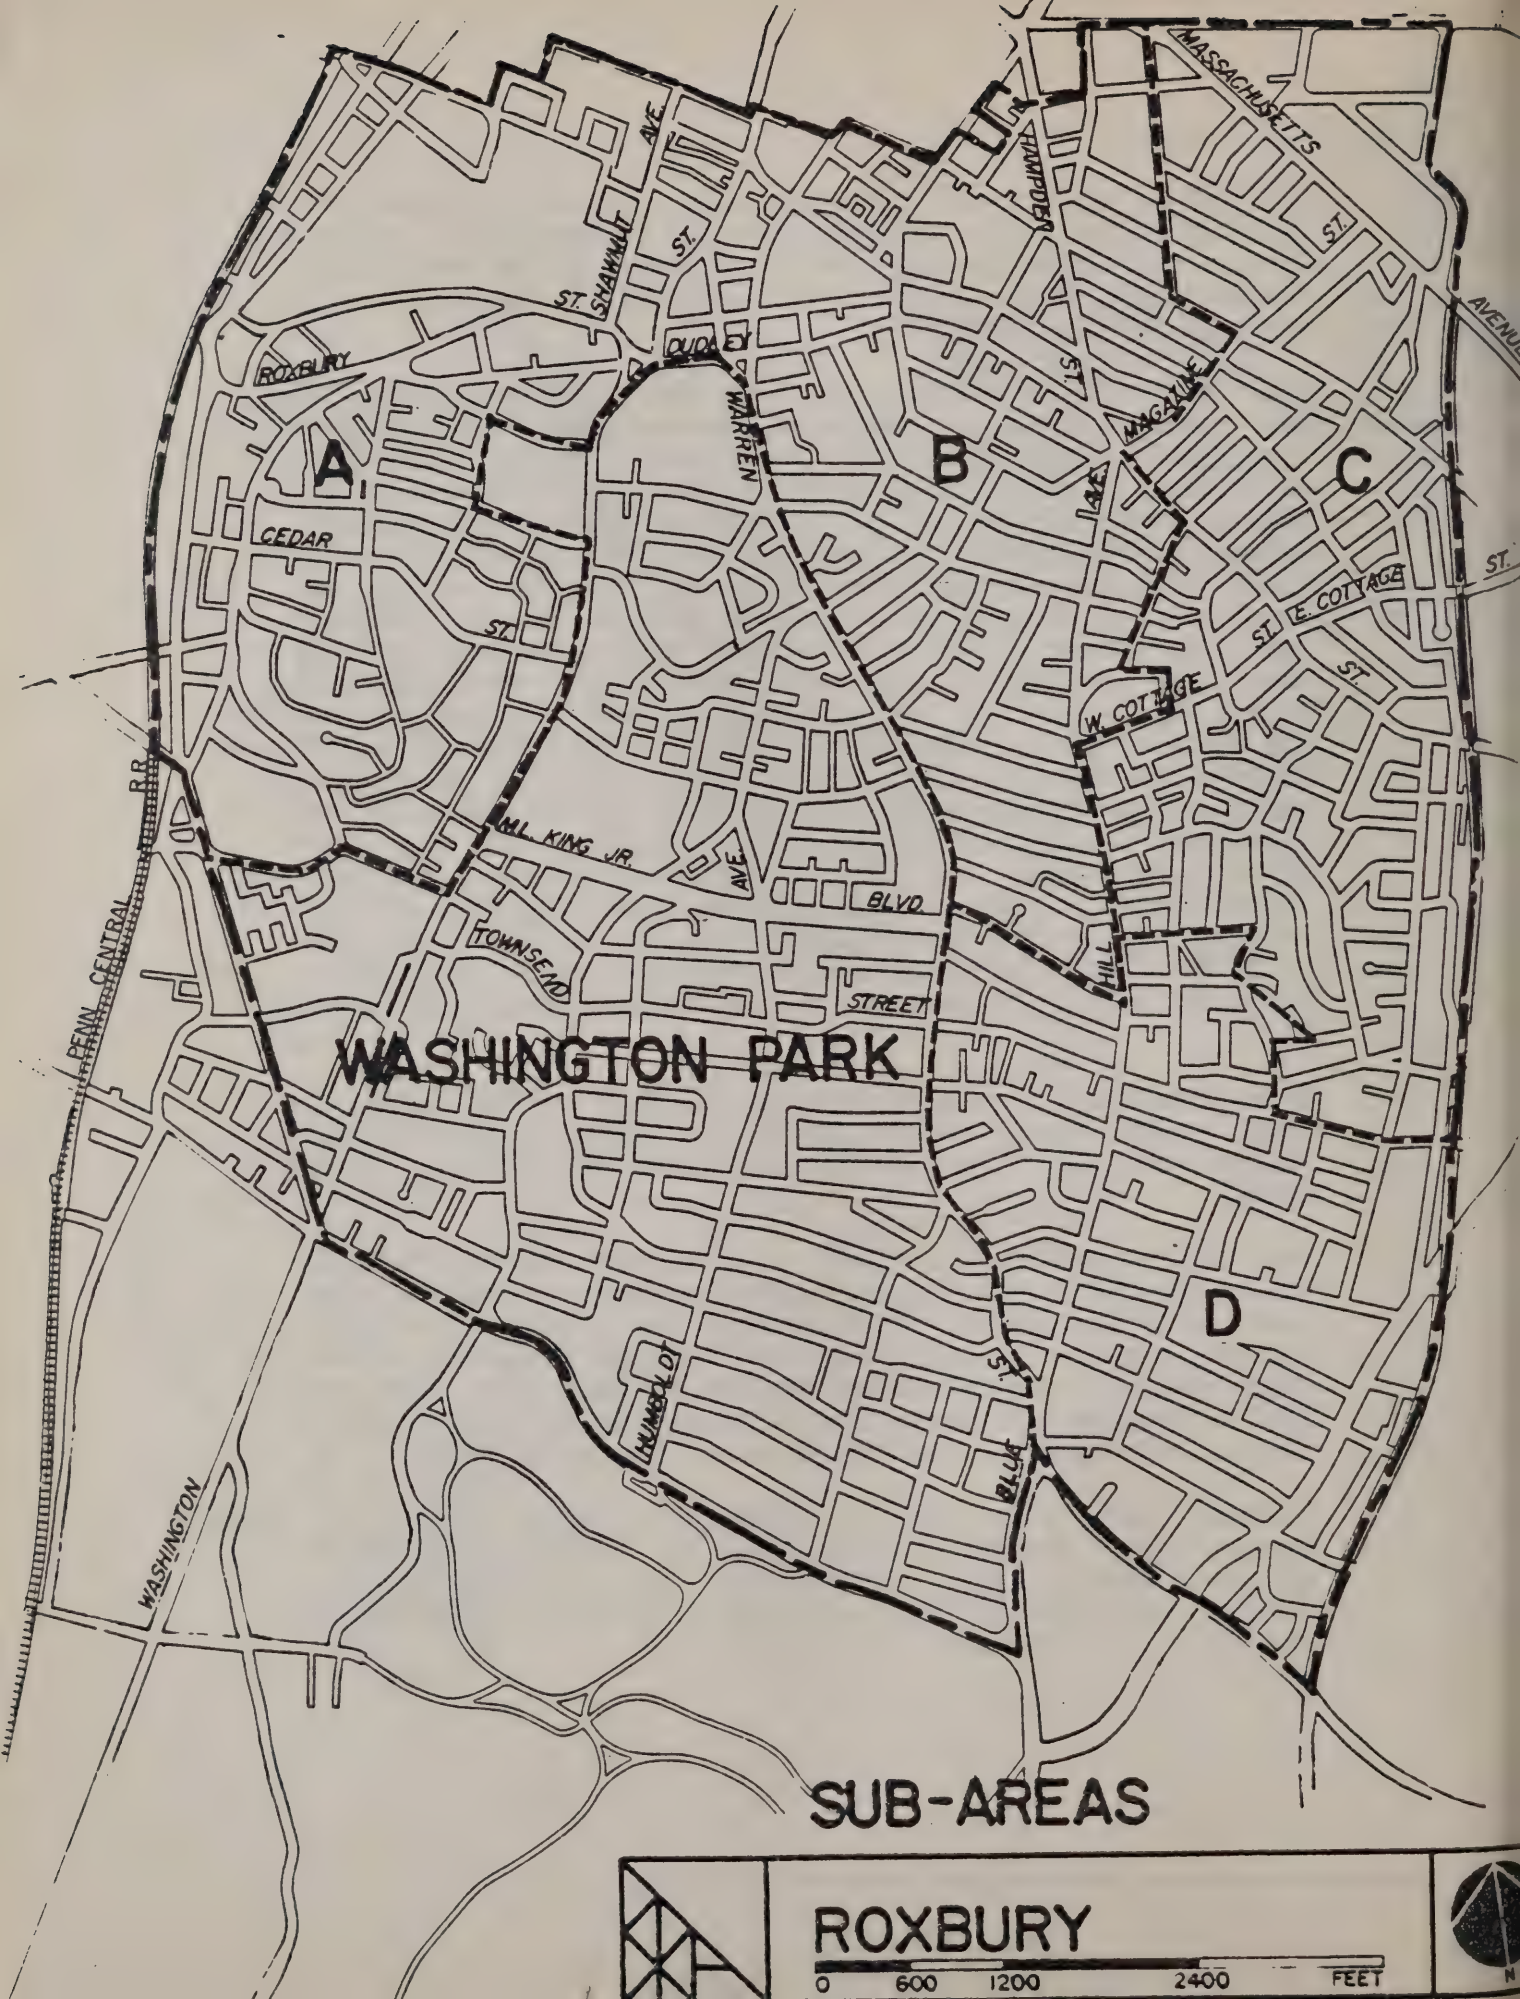 MASSACHUSETTS
AVE.
HAMPDEN
ST.
SHAWMUT
ST.
ST.
AVENUE
DUDLEY
ROXBURY
ST.
MAGAZINE
WARREN
A
B
C
AVE.
CEDAR
ST.
E. COTTAGE
ST.
ST.
ST.
W. COTTAGE
R.R.
M.L. KING JR.
AVE.
BLVD.
PENN CENTRAL
TOWNSEND
HILL
STREET
WASHINGTON PARK
D
HUMBOLDT
ST.
BLUE
WASHINGTON
SUB-AREAS
ROXBURY
0 600 1200 2400 FEET
N